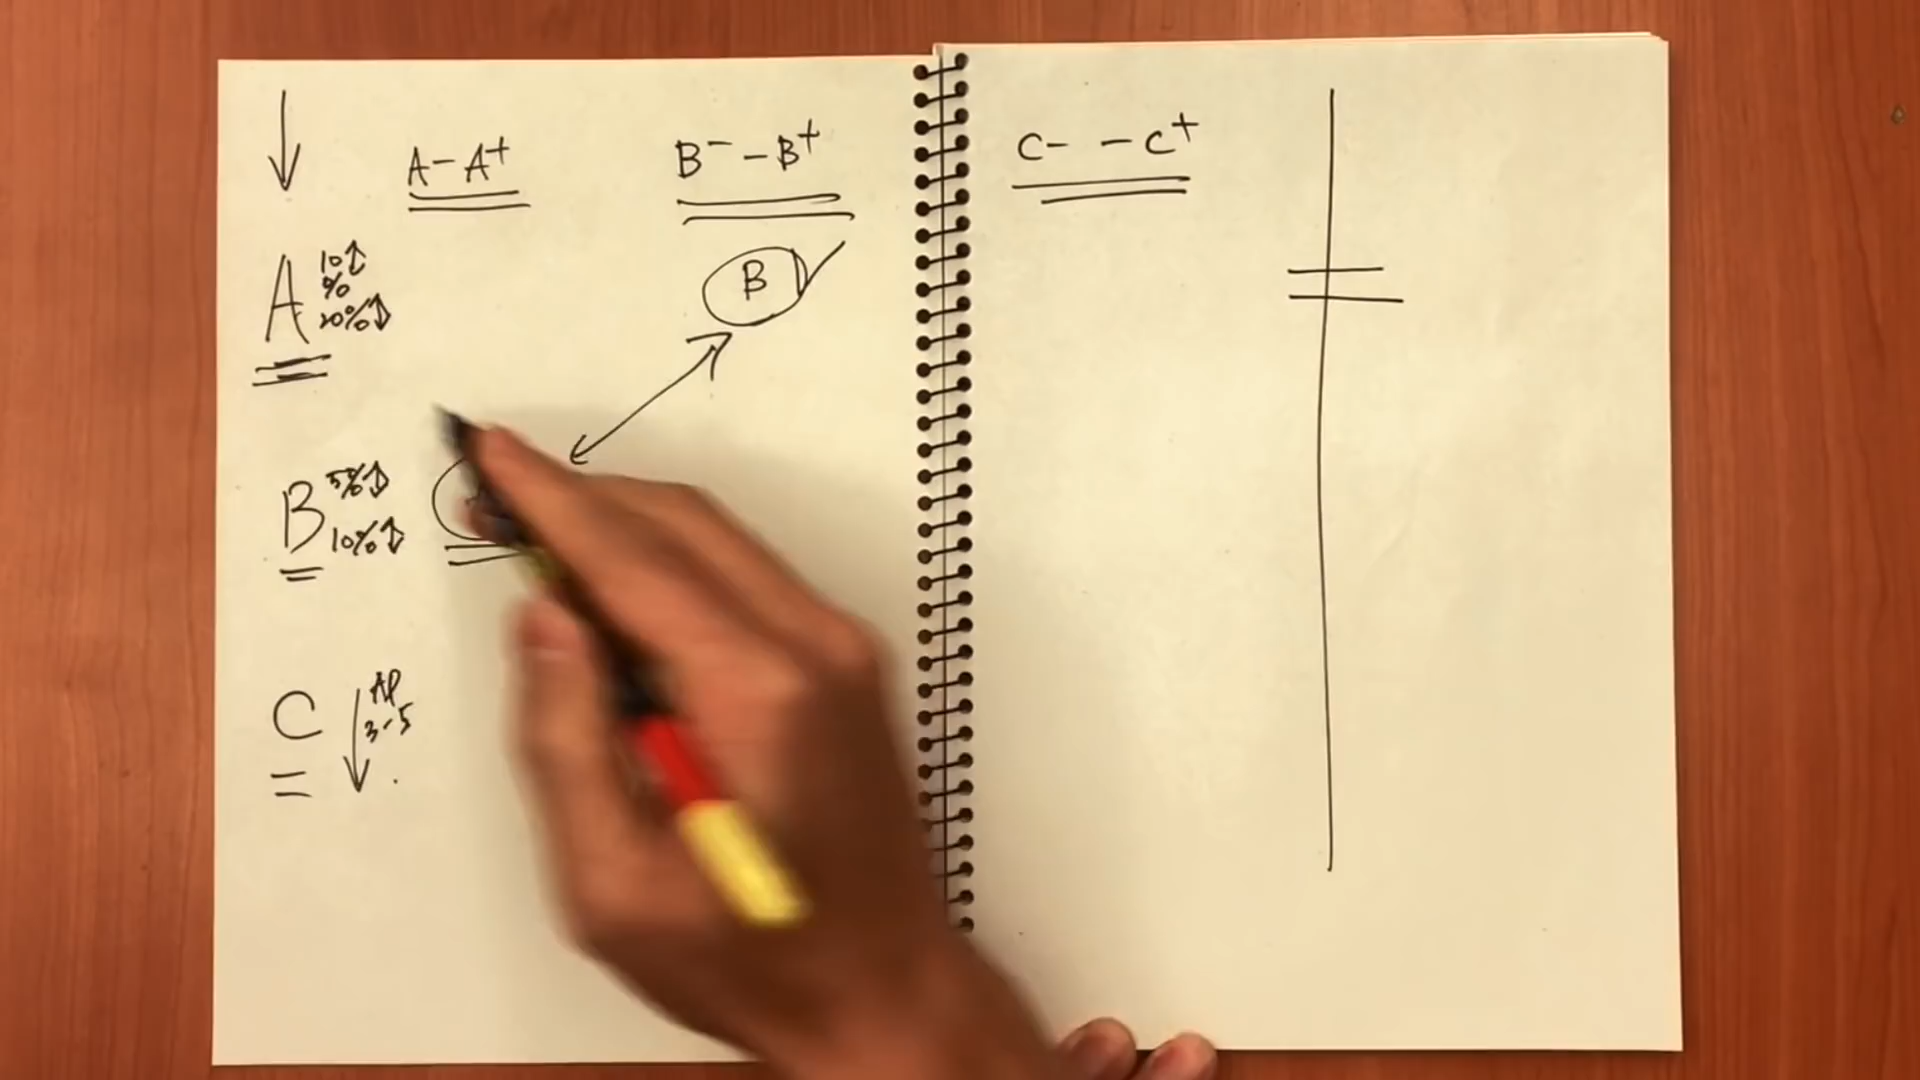 A- A+
B- - B+
C- - C+
A 10↕
%
20%↕
B
B 5%↕
10%↕
C ↓ AP
3-5